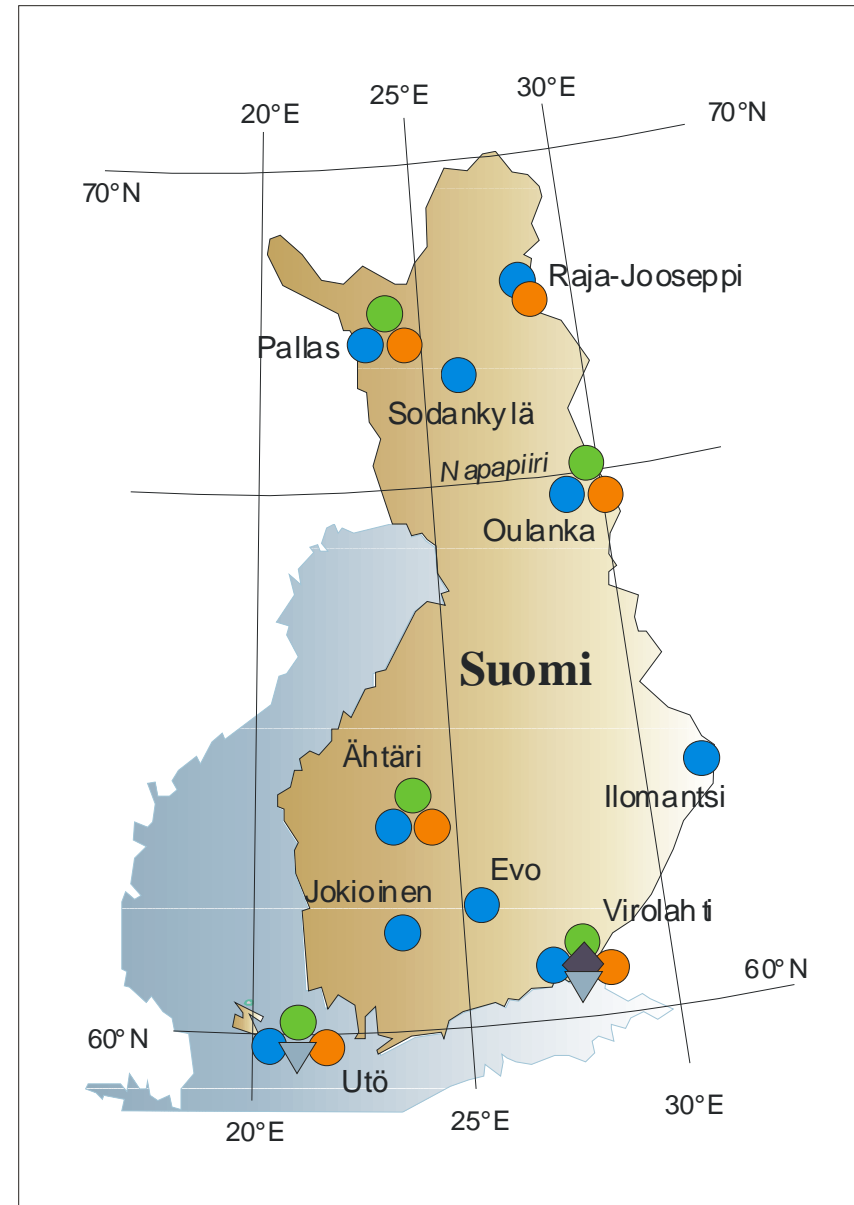 30°E
25°E
20°E
70°N
70°N
Raja-Jooseppi
Pallas
Sodankylä
Napapiiri
Oulanka
Suomi
Ähtäri
Ilomantsi
Evo
Jokioinen
Virolahti
60°N
60°N
Utö
30°E
25°E
20°E